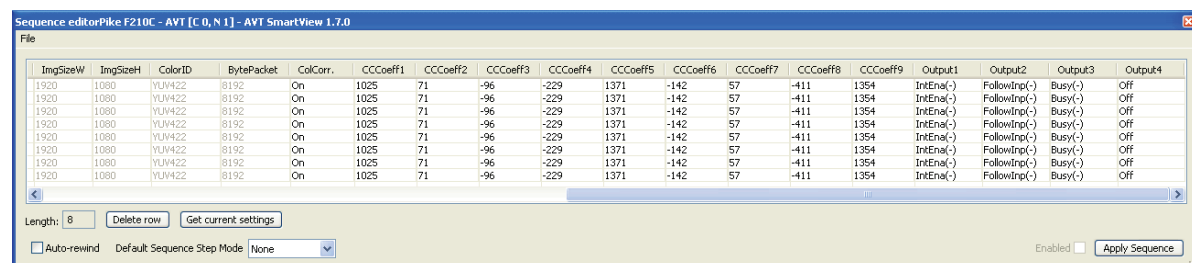 Sequence editorPike F210C - AVT [C 0, N 1] - AVT SmartView 1.7.0
File
ImgSizeW ImgSizeH ColorID BytePacket ColCorr. CCCoeff1 CCCoeff2 CCCoeff3 CCCoeff4 CCCoeff5 CCCoeff6 CCCoeff7 CCCoeff8 CCCoeff9 Output1 Output2 Output3 Output4
1920 1080 YUV422 8192 On 1025 71 -96 -229 1371 -142 57 -411 1354 IntEna(-) FollowInp(-) Busy(-) Off
1920 1080 YUV422 8192 On 1025 71 -96 -229 1371 -142 57 -411 1354 IntEna(-) FollowInp(-) Busy(-) Off
1920 1080 YUV422 8192 On 1025 71 -96 -229 1371 -142 57 -411 1354 IntEna(-) FollowInp(-) Busy(-) Off
1920 1080 YUV422 8192 On 1025 71 -96 -229 1371 -142 57 -411 1354 IntEna(-) FollowInp(-) Busy(-) Off
1920 1080 YUV422 8192 On 1025 71 -96 -229 1371 -142 57 -411 1354 IntEna(-) FollowInp(-) Busy(-) Off
1920 1080 YUV422 8192 On 1025 71 -96 -229 1371 -142 57 -411 1354 IntEna(-) FollowInp(-) Busy(-) Off
1920 1080 YUV422 8192 On 1025 71 -96 -229 1371 -142 57 -411 1354 IntEna(-) FollowInp(-) Busy(-) Off
1920 1080 YUV422 8192 On 1025 71 -96 -229 1371 -142 57 -411 1354 IntEna(-) FollowInp(-) Busy(-) Off
Length: 8 Delete row Get current settings
Auto-rewind Default Sequence Step Mode None Enabled Apply Sequence